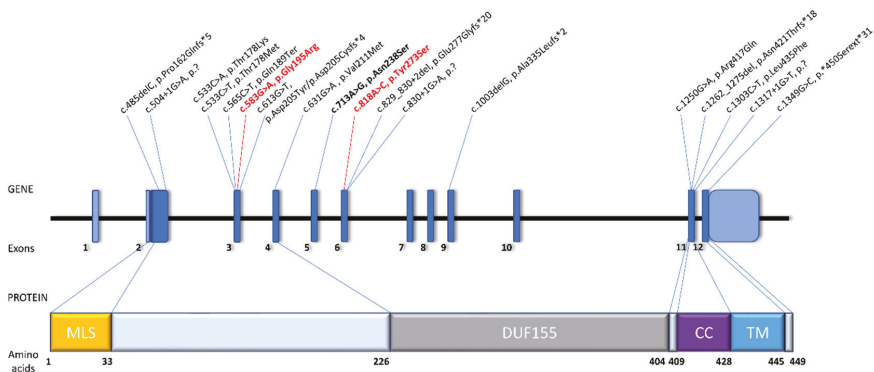 c.485delC, p.Pro162Glnfs*5
c.504+1G>A, p.?
c.533C>A, p.Thr178Lys
c.533C>T, p.Thr178Met
c.565C>T, p.Gln189Ter
c.583G>A, p.Gly195Arg
c.613G>T,
p.Asp205Tyr/p.Asp205Cysfs*4
c.631G>A, p.Val211Met
c.713A>G, p.Asn238Ser
c.818A>C, p.Tyr273Ser
c.829_830+2del, p.Glu277Glyfs*20
c.830+1G>A, p.?
c.1003delG, p.Ala335Leufs*2
c.1250G>A, p.Arg417Gln
c.1262_1275del, p.Asn421Thrfs*18
c.1303C>T, p.Leu435Phe
c.1317+1G>T, p.?
c.1349G>C, p.*450Serext*31
GENE
Exons 1 2 3 4 5 6 7 8 9 10 11 12
PROTEIN
MLS DUF155 CC TM
Amino acids 1 33 226 404 409 428 445 449